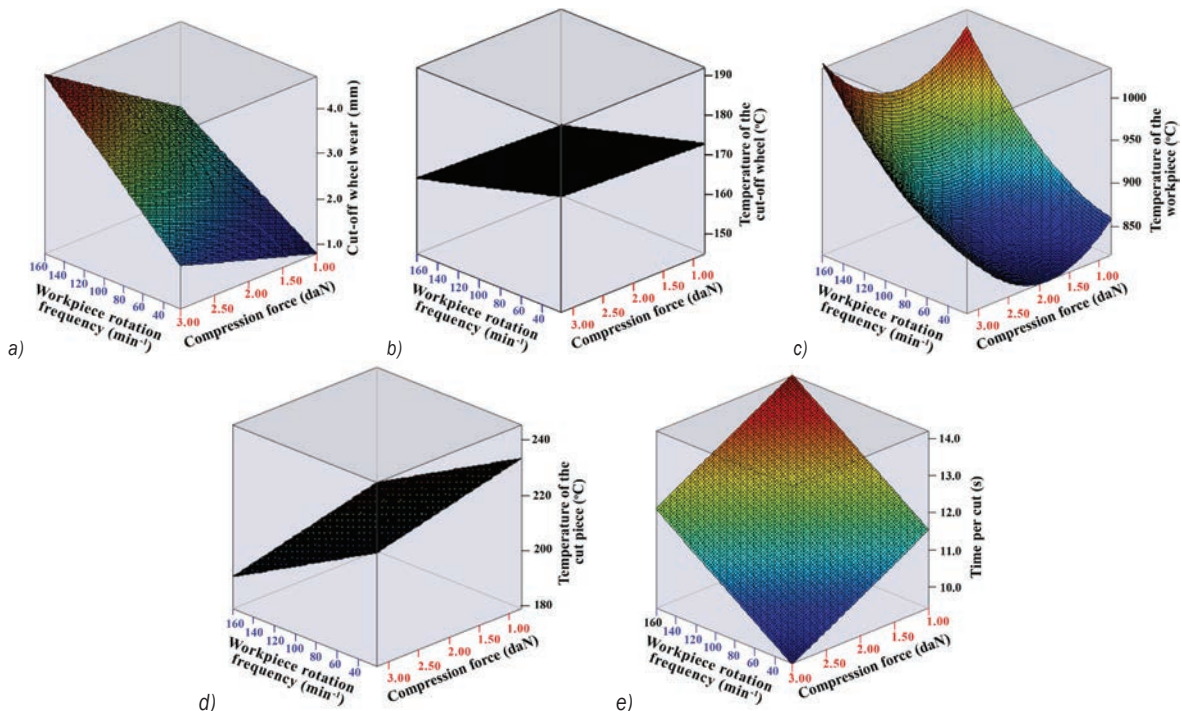 4.0
3.0
2.0
1.0
Cut-off wheel wear (mm)
160
140
120
100
80
60
40
Workpiece rotation
frequency (min⁻¹)
3.00
2.50
2.00
1.50
1.00
Compression force (daN)
a)
190
180
170
160
150
Temperature of the
cut-off wheel (°C)
160
140
120
100
80
60
40
Workpiece rotation
frequency (min⁻¹)
3.00
2.50
2.00
1.50
1.00
Compression force (daN)
b)
1000
950
900
850
Temperature of the
workpiece (°C)
160
140
120
100
80
60
40
Workpiece rotation
frequency (min⁻¹)
3.00
2.50
2.00
1.50
1.00
Compression force (daN)
c)
240
220
200
180
Temperature of the
cut piece (°C)
160
140
120
100
80
60
40
Workpiece rotation
frequency (min⁻¹)
3.00
2.50
2.00
1.50
1.00
Compression force (daN)
d)
14.0
13.0
12.0
11.0
10.0
Time per cut (s)
160
140
120
100
80
60
40
Workpiece rotation
frequency (min⁻¹)
3.00
2.50
2.00
1.50
1.00
Compression force (daN)
e)